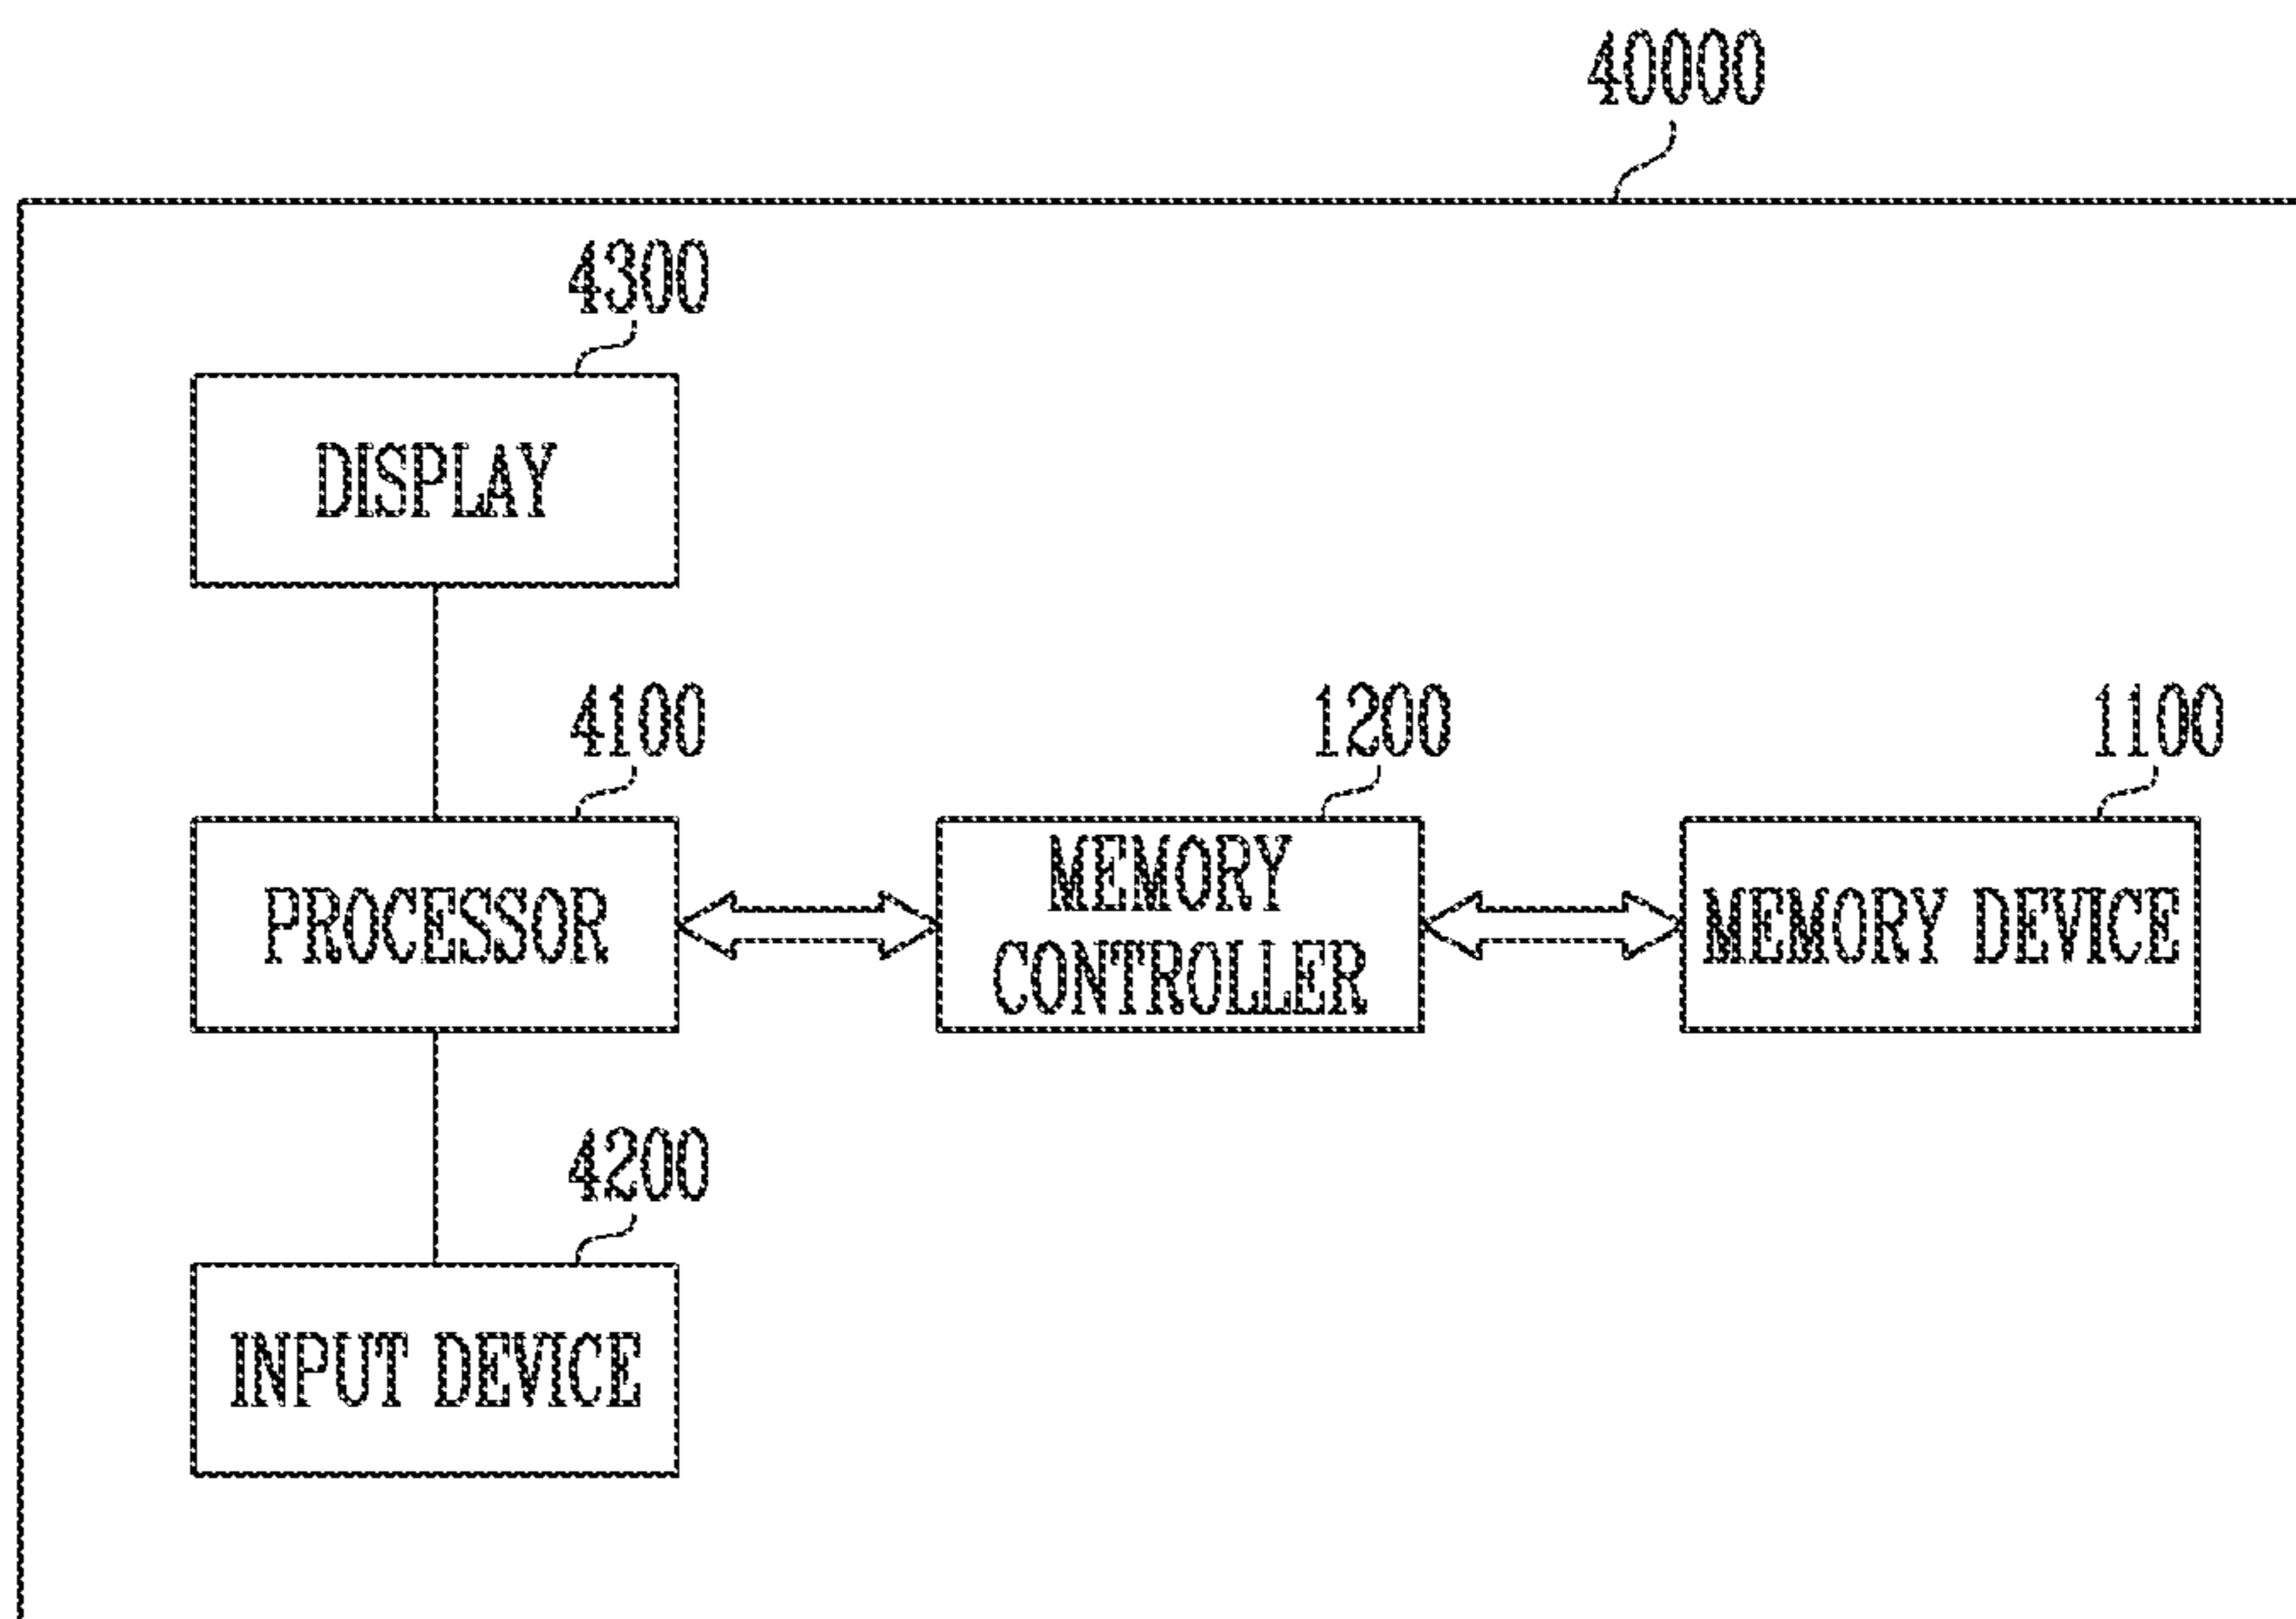 40000
4300
DISPLAY
4100
1200
1100
PROCESSOR
MEMORY
CONTROLLER
MEMORY DEVICE
4200
INPUT DEVICE